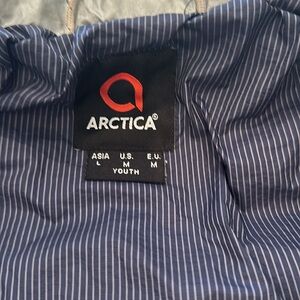 ARCTICA®
ASIA U.S. E.U.
L M M
YOUTH